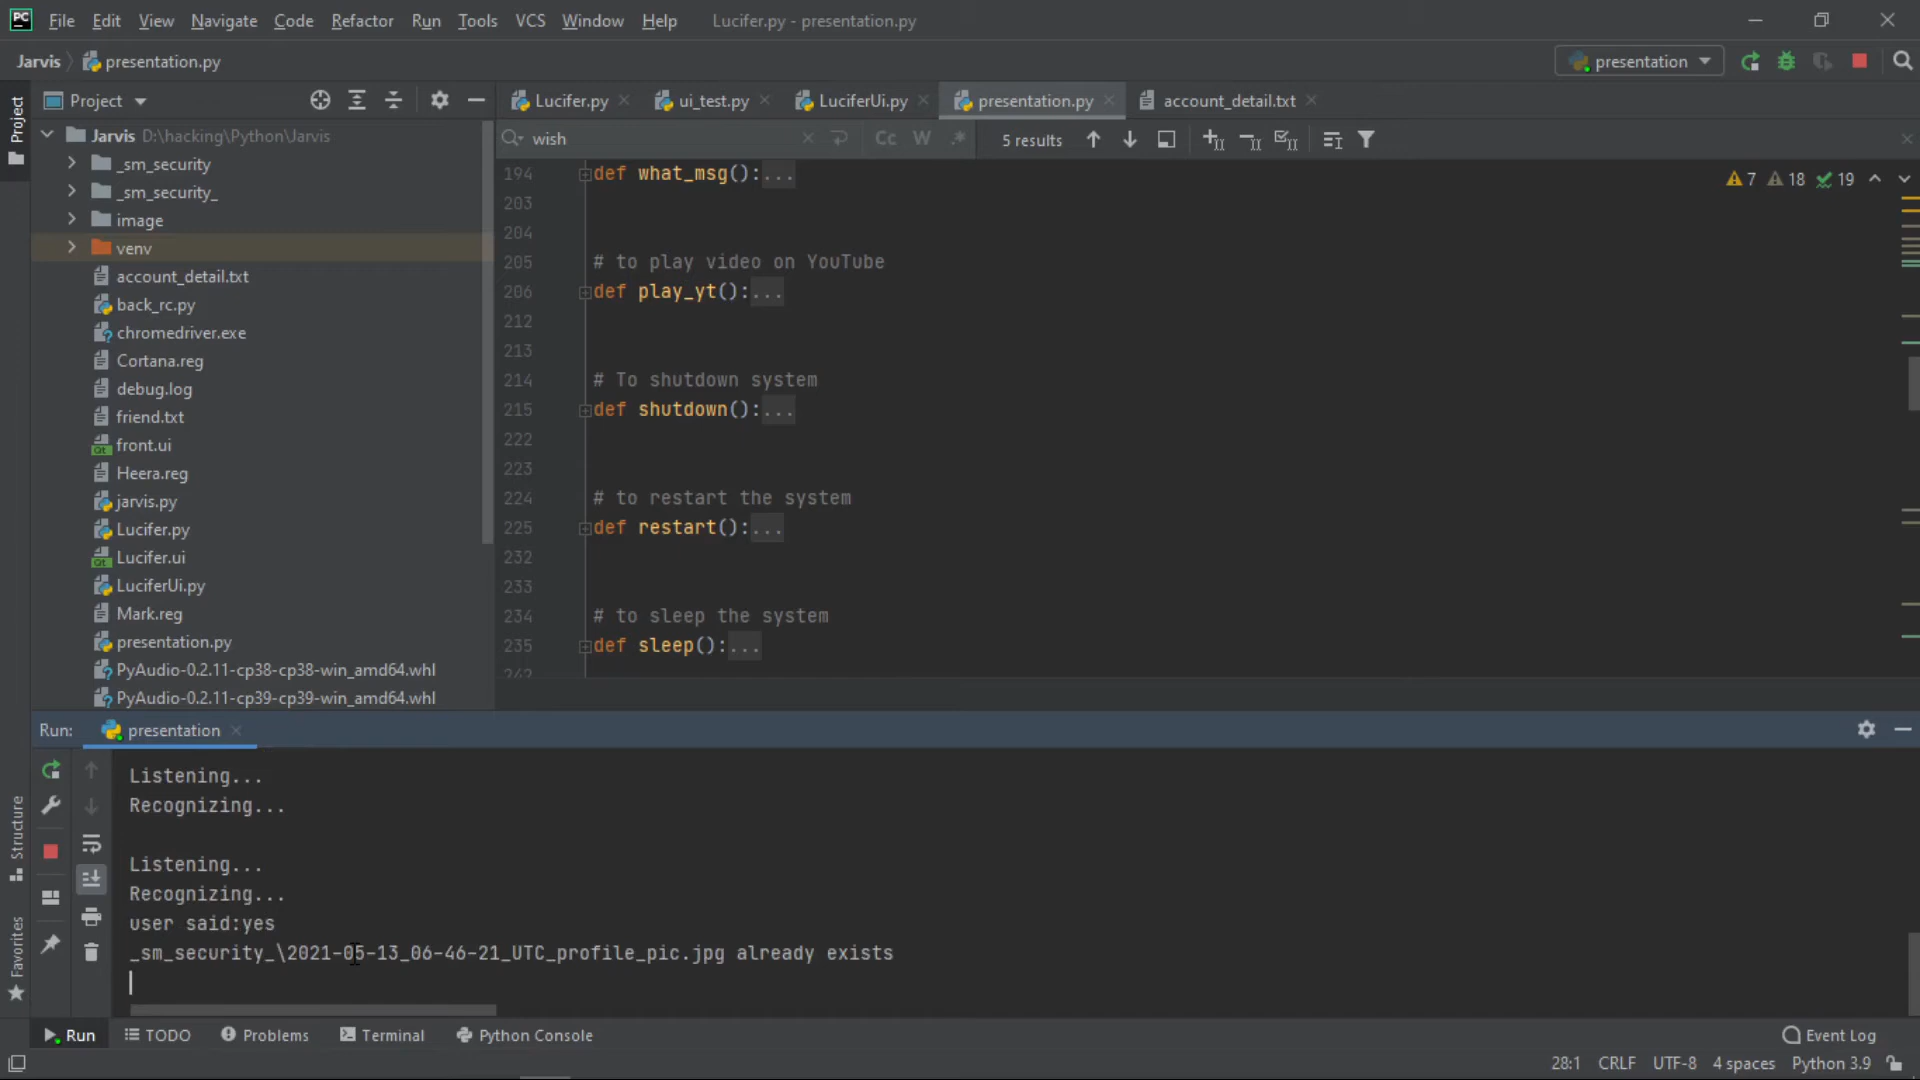 PC File Edit View Navigate Code Refactor Run Tools VCS Window Help Lucifer.py - presentation.py
Jarvis presentation.py presentation
Project Lucifer.py ui_test.py LuciferUi.py presentation.py account_detail.txt
Project
Jarvis D:\hacking\Python\Jarvis
_sm_security
_sm_security_
image
venv
account_detail.txt
back_rc.py
chromedriver.exe
Cortana.reg
debug.log
friend.txt
front.ui
Heera.reg
jarvis.py
Lucifer.py
Lucifer.ui
LuciferUi.py
Mark.reg
presentation.py
PyAudio-0.2.11-cp38-cp38-win_amd64.whl
PyAudio-0.2.11-cp39-cp39-win_amd64.whl
wish Cc W .* 5 results
7 18 19
194 def what_msg():...
203
204
205 # to play video on YouTube
206 def play_yt():...
212
213
214 # To shutdown system
215 def shutdown():...
222
223
224 # to restart the system
225 def restart():...
232
233
234 # to sleep the system
235 def sleep():...
242
Run: presentation
Listening...
Recognizing...
Listening...
Recognizing...
user said:yes
_sm_security_\2021-05-13_06-46-21_UTC_profile_pic.jpg already exists
Structure
Favorites
Run TODO Problems Terminal Python Console Event Log
28:1 CRLF UTF-8 4 spaces Python 3.9